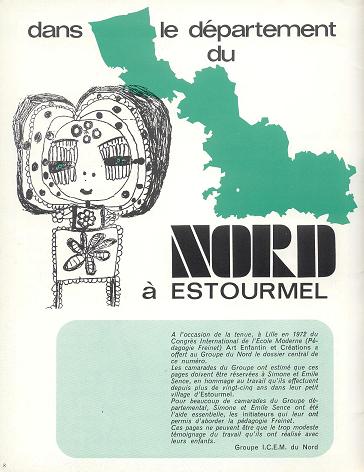 dans le département
du
NORD
à ESTOURMEL
A l'occasion de la tenue, à Lille en 1972 du
Congrès International de l'Ecole Moderne (Pé-
dagogie Freinet) Art Enfantin et Créations a
offert au Groupe du Nord le dossier central de
ce numéro.
Les camarades du Groupe ont estimé que ces
pages doivent être réservées à Simone et Emile
Sence, en hommage au travail qu'ils effectuent
depuis plus de vingt-cinq ans dans leur petit
village d'Estourmel.
Pour beaucoup de camarades du Groupe dé-
partemental, Simone et Emile Sence ont été
l'aide essentielle, les initiateurs qui leur ont
permis d'aborder la pédagogie Freinet.
Ces pages ne peuvent être que le trop modeste
témoignage du travail qu'ils ont réalisé avec
leurs enfants.
Groupe I.C.E.M. du Nord
8